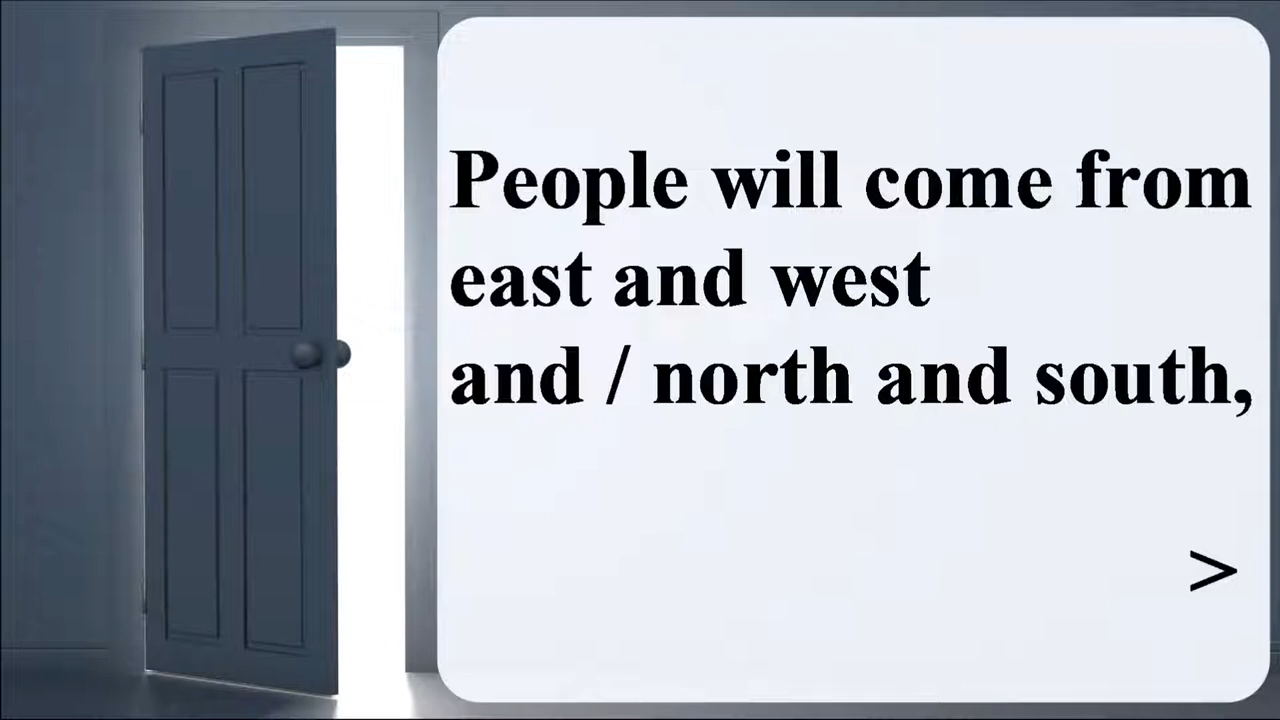 People will come from
east and west
and / north and south,
>